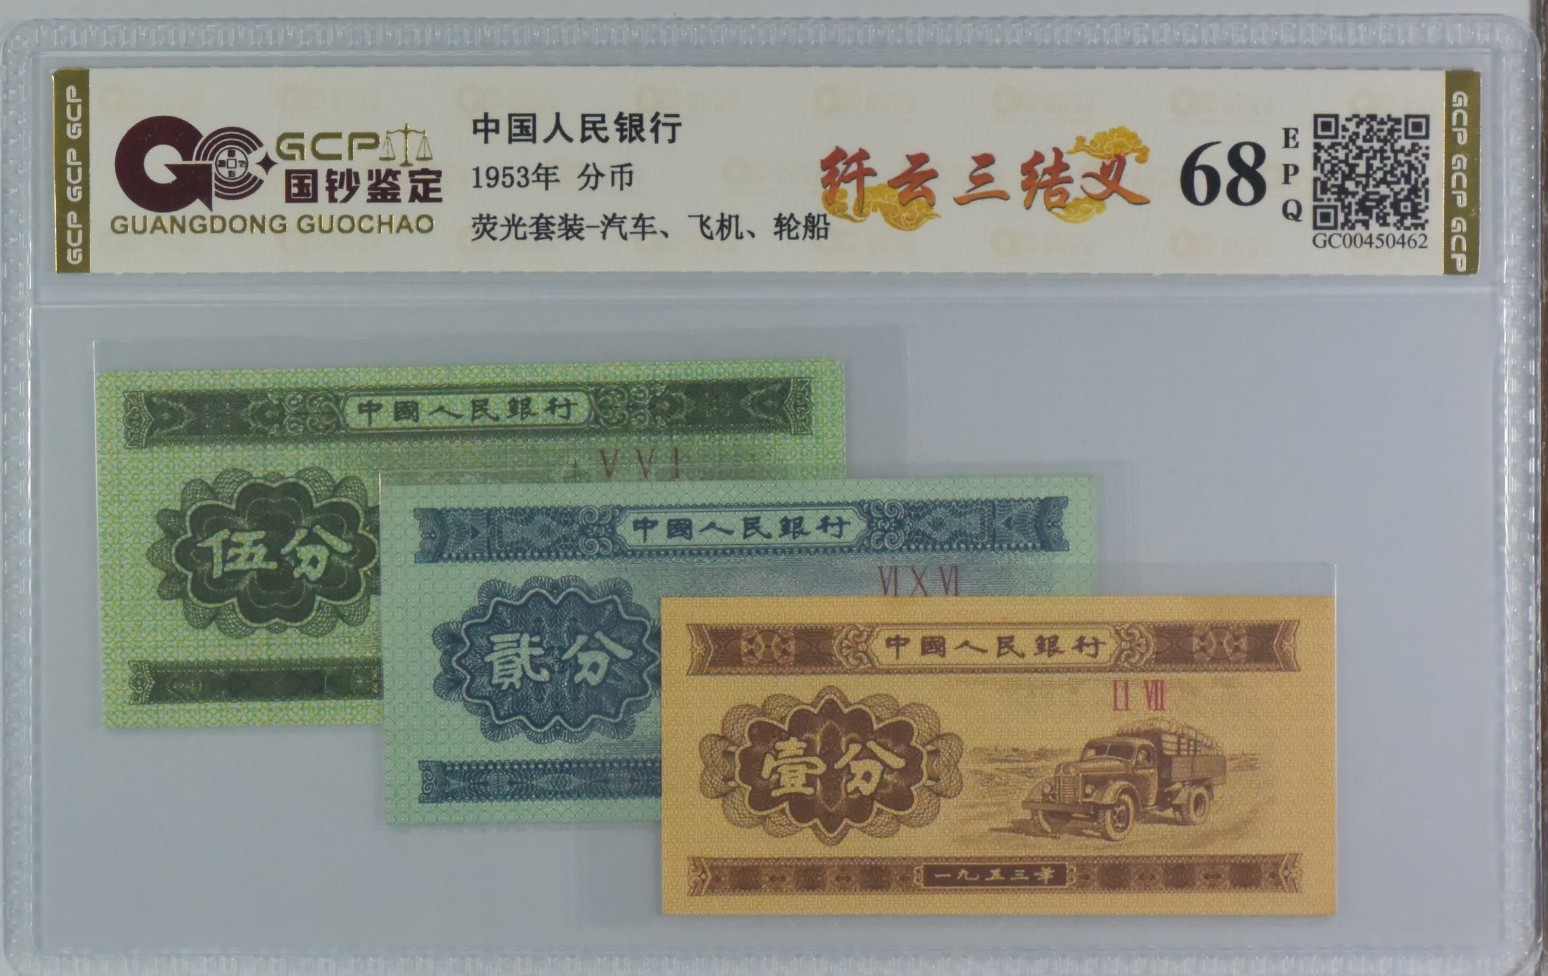 GCP GCP GCP
GCP
国钞鉴定
GUANGDONG GUOCHAO
中国人民银行
1953年 分币
荧光套装-汽车、飞机、轮船
纤云三结义
68
EPQ
GC00450462
GCP GCP GCP
中國人民銀行
V V I
伍分
中國人民銀行
VI X VI
貳分
中國人民銀行
II VII
壹分
一九五三年